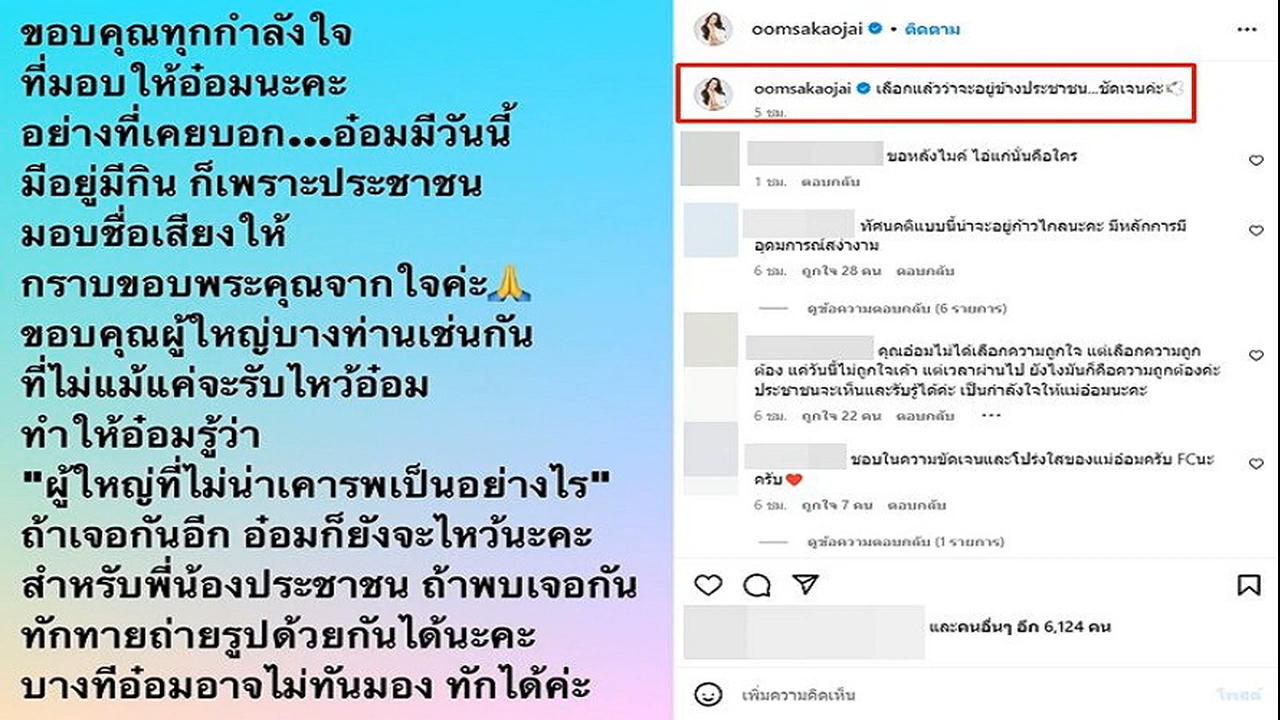 ขอบคุณทุกกำลังใจ
ที่มอบให้อ๋อมนะคะ
อย่างที่เคยบอก...อ๋อมมีวันนี้
มีอยู่มีกิน ก็เพราะประชาชน
มอบชื่อเสียงให้
กราบขอบพระคุณจากใจค่ะ🙏
ขอบคุณผู้ใหญ่บางท่านเช่นกัน
ที่ไม่แม้แค่จะรับไหว้อ๋อม
ทำให้อ๋อมรู้ว่า
"ผู้ใหญ่ที่ไม่น่าเคารพเป็นอย่างไร"
ถ้าเจอกันอีก อ๋อมก็ยังจะไหว้นะคะ
สำหรับพี่น้องประชาชน ถ้าพบเจอกัน
ทักทายถ่ายรูปด้วยกันได้นะคะ
บางทีอ๋อมอาจไม่ทันมอง ทักได้ค่ะ
oomsakaojai • ติดตาม
oomsakaojai เลือกแล้วว่าจะอยู่ข้างประชาชน...ชัดเจนค่ะ
5 ชม.
ขอหลังไมค์ ไอ่แก่นั่นคือใคร
1 ชม. ตอบกลับ
ทัศนคติแบบนี้น่าจะอยู่ก้าวไกลนะคะ มีหลักการมี
อุดมการณ์สง่างาม
6 ชม. ถูกใจ 28 คน ตอบกลับ
ดูข้อความตอบกลับ (6 รายการ)
คุณอ๋อมไม่ได้เลือกความถูกใจ แต่เลือกความถูก
ต้อง แค่วันนี้ไม่ถูกใจเค้า แต่เวลาผ่านไป ยังไงมันก็คือความถูกต้องค่ะ
ประชาชนจะเห็นและรับรู้ได้ค่ะ เป็นกำลังใจให้แม่อ๋อมนะคะ
6 ชม. ถูกใจ 22 คน ตอบกลับ ...
ชอบในความชัดเจนและโปร่งใสของแม่อ๋อมครับ FCนะ
ครับ❤️
6 ชม. ถูกใจ 7 คน ตอบกลับ
ดูข้อความตอบกลับ (1 รายการ)
และคนอื่นๆ อีก 6,124 คน
เพิ่มความคิดเห็น
โพสต์